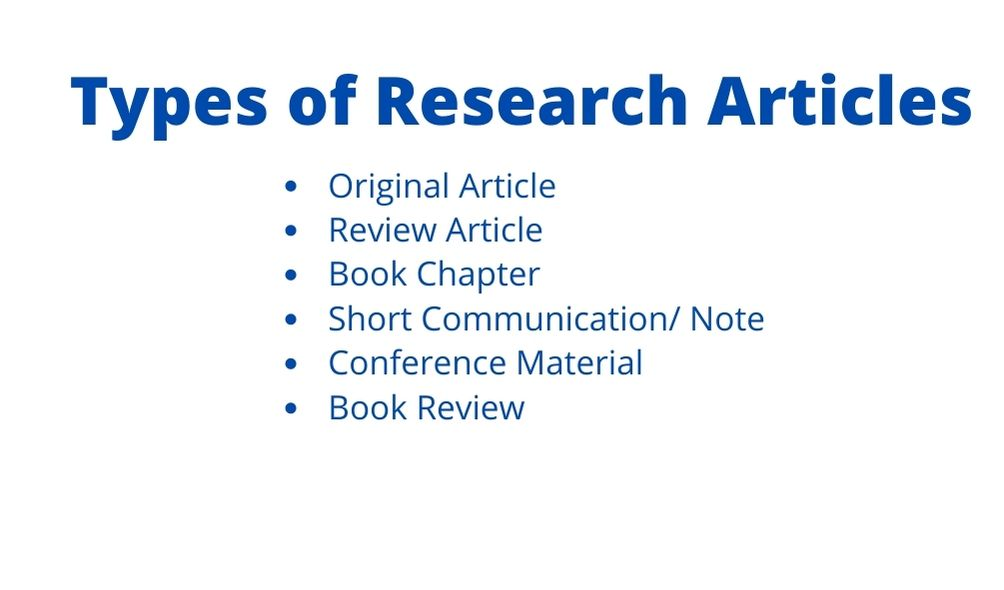 Types of Research Articles
• Original Article
• Review Article
• Book Chapter
• Short Communication/ Note
• Conference Material
• Book Review